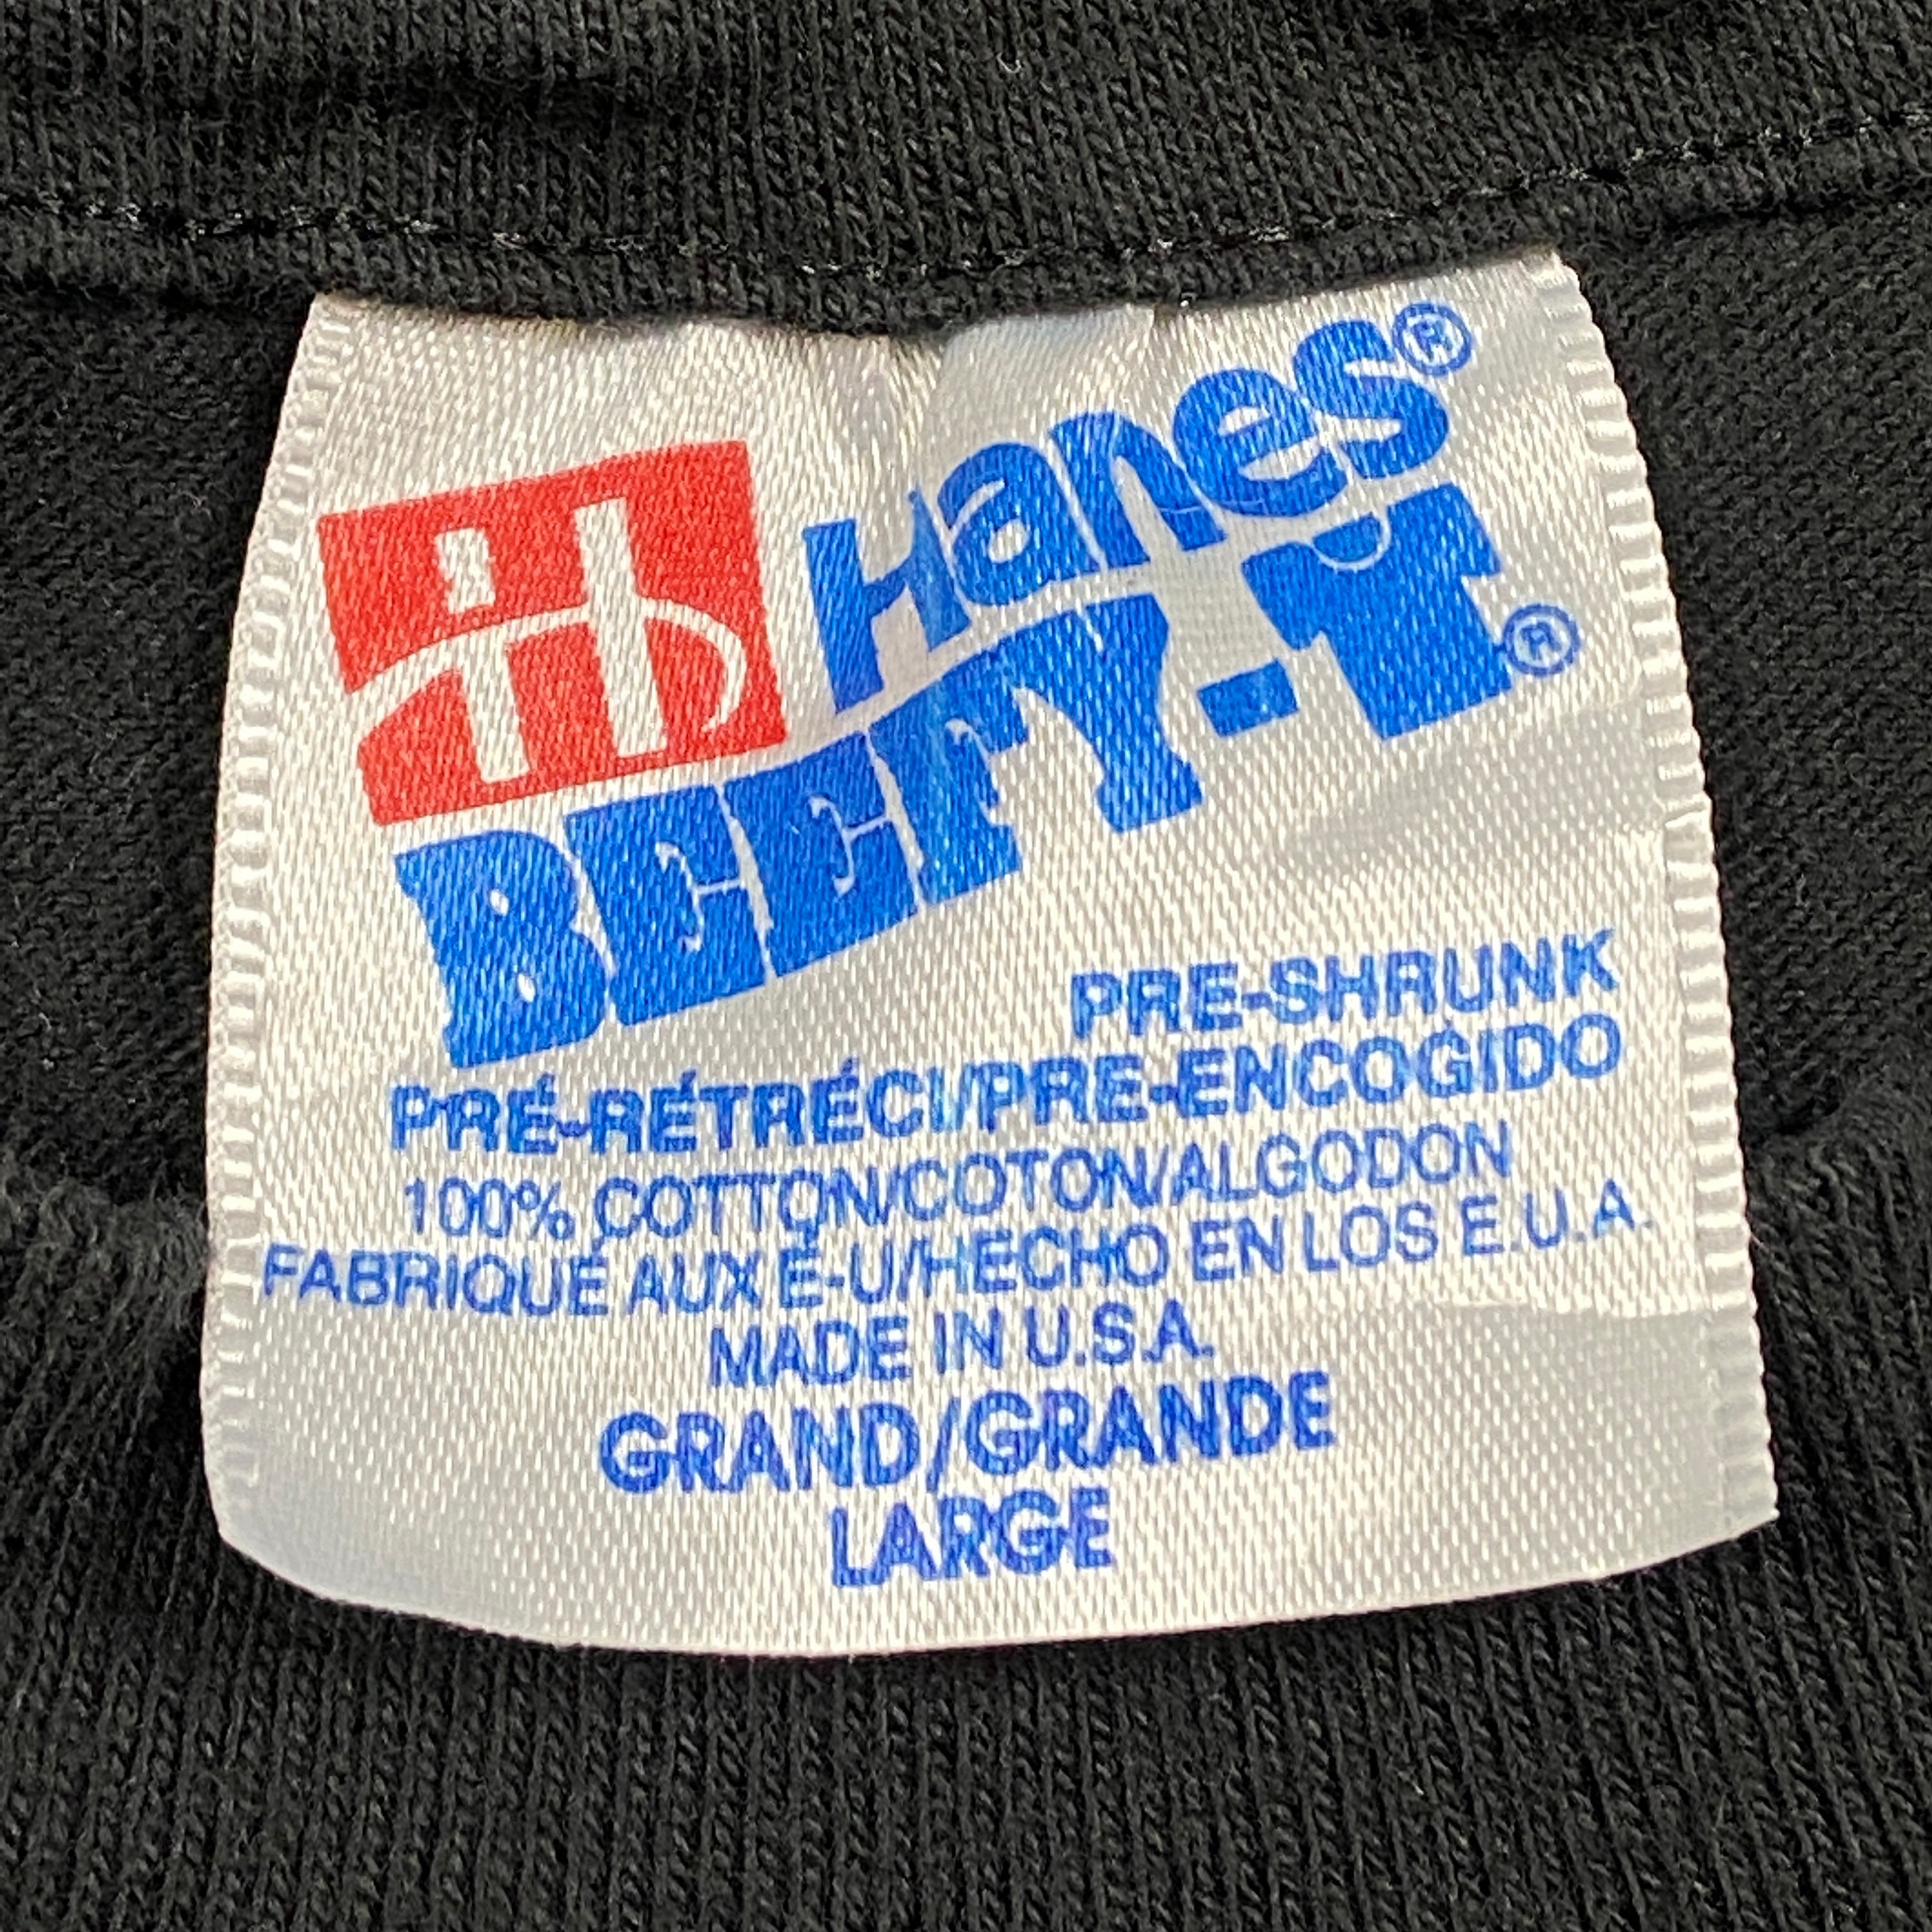 Hanes®
BEEFY-T®
PRE-SHRUNK
PRÉ-RÉTRÉCI/PRE-ENCOGIDO
100% COTTON/COTON/ALGODON
FABRIQUÉ AUX É-U/HECHO EN LOS E.U.A.
MADE IN U.S.A.
GRAND/GRANDE
LARGE